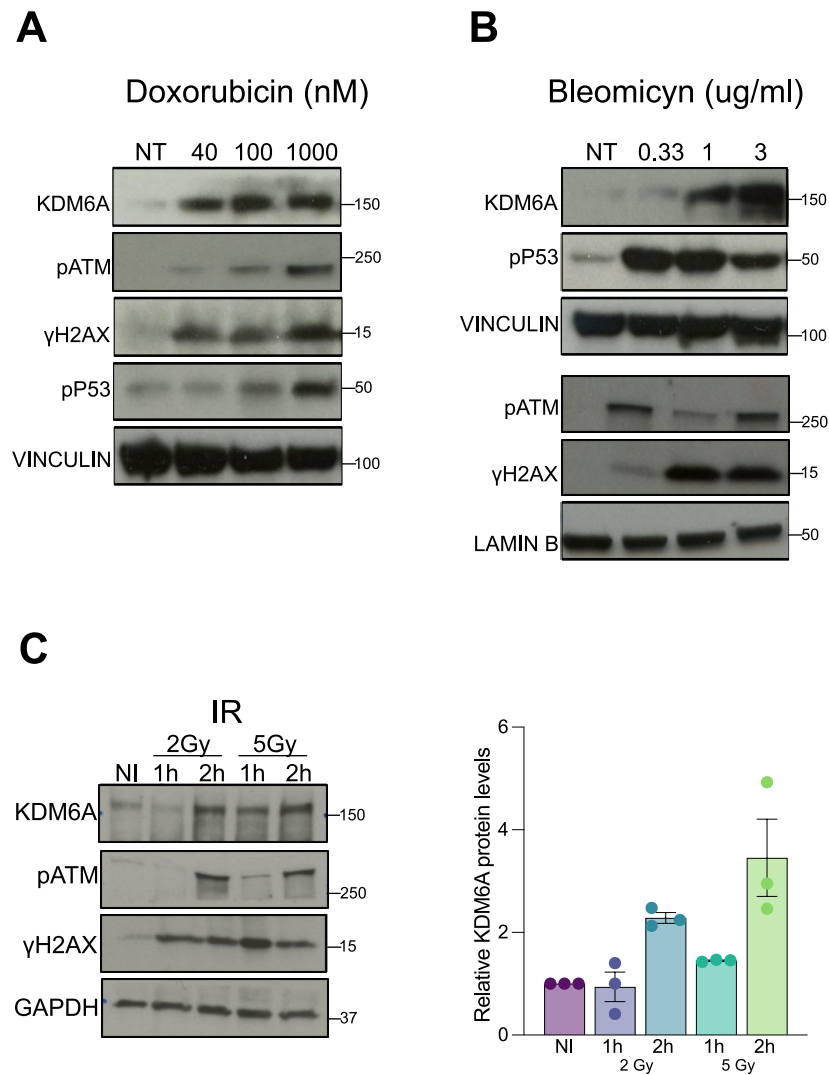 A
Doxorubicin (nM)
NT 40 100 1000
KDM6A 150
pATM 250
γH2AX 15
pP53 50
VINCULIN 100
B
Bleomicyn (ug/ml)
NT 0.33 1 3
KDM6A 150
pP53 50
VINCULIN 100
pATM 250
γH2AX 15
LAMIN B 50
C
IR
2Gy 5Gy
NI 1h 2h 1h 2h
KDM6A 150
pATM 250
γH2AX 15
GAPDH 37
Relative KDM6A protein levels
6
4
2
0
NI 1h 2h 1h 2h
2 Gy 5 Gy